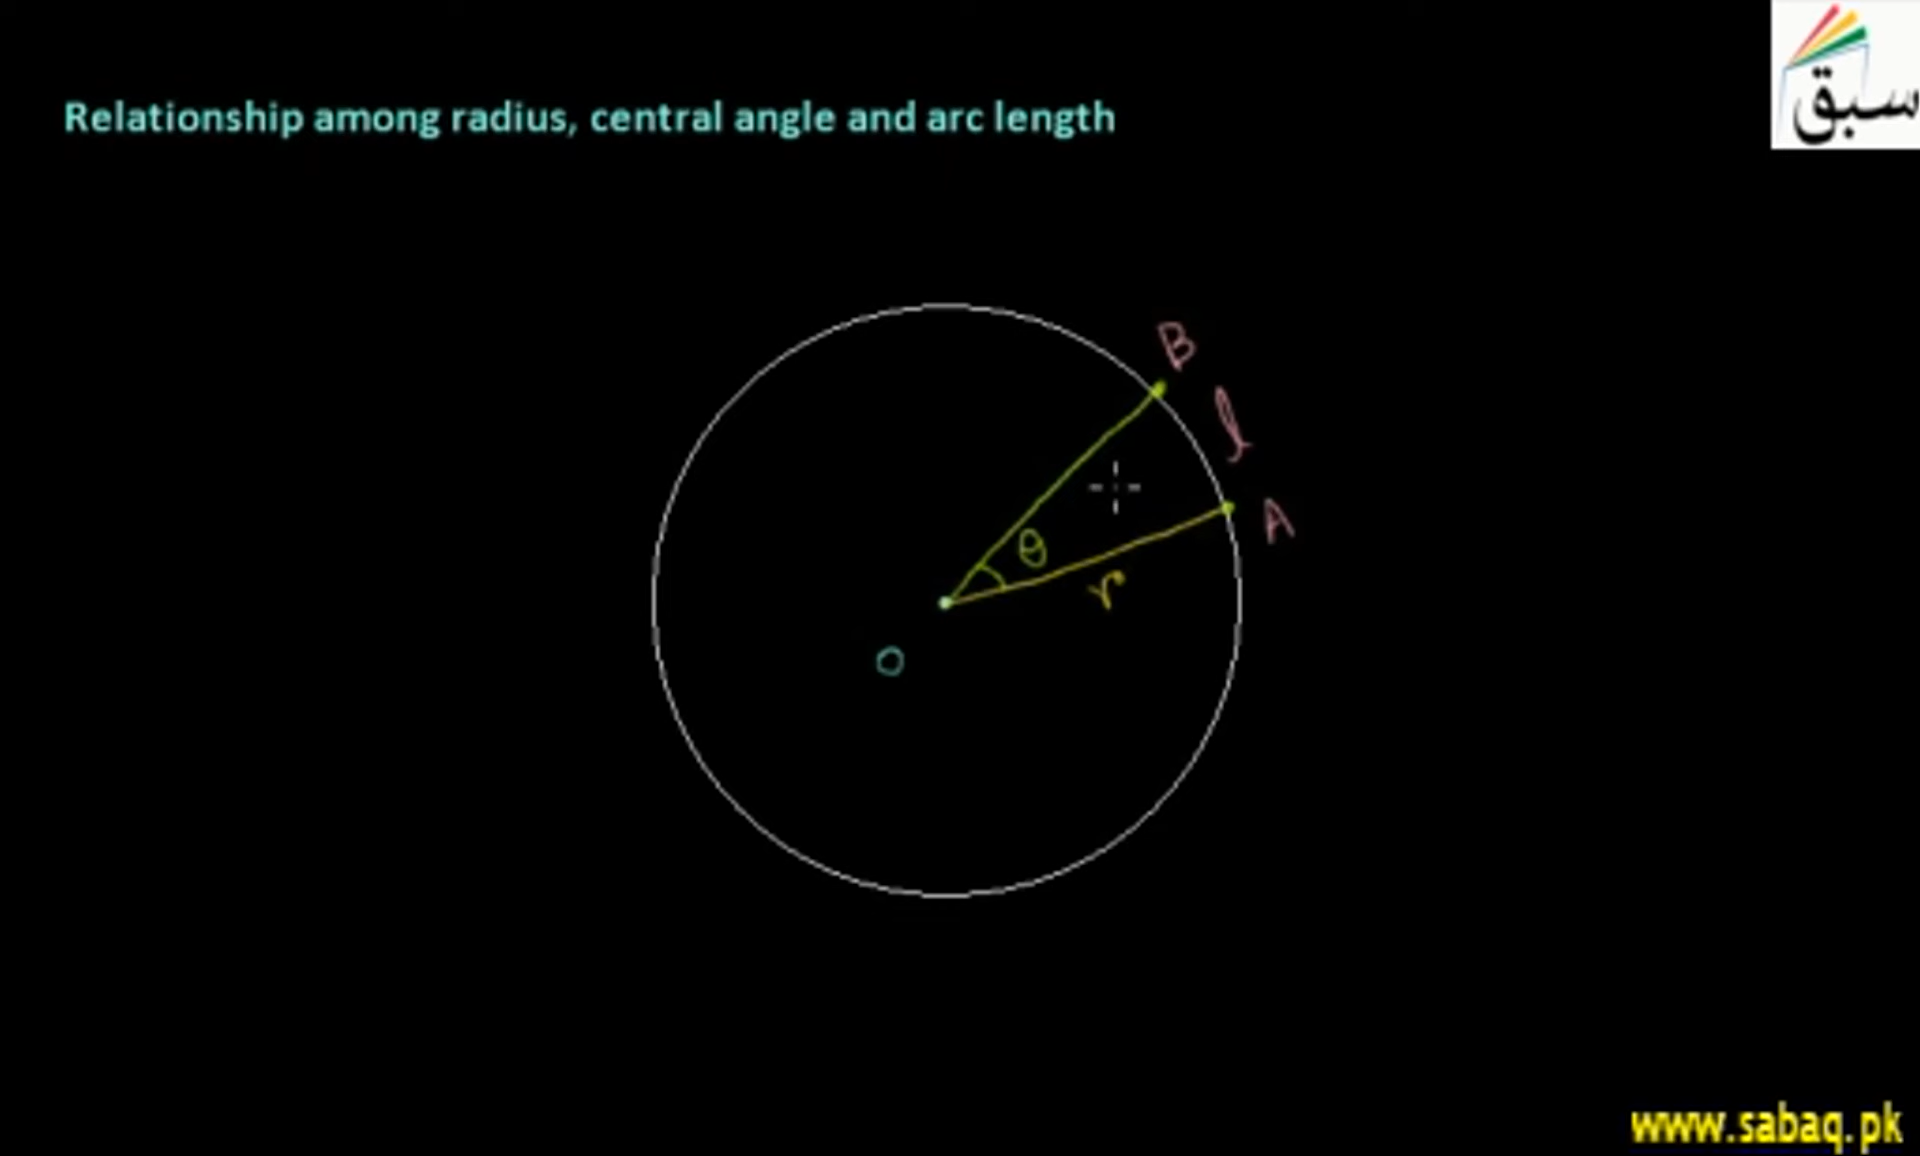 سبق
Relationship among radius, central angle and arc length
B
l
A
θ
r
O
www.sabaq.pk